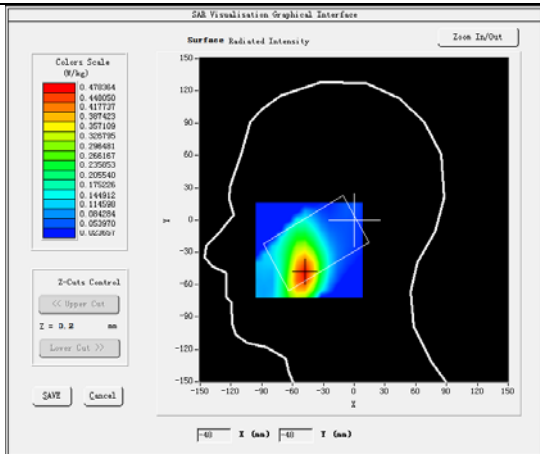 SAR Visualisation Graphical Interface
Surface Radiated Intensity
Zoom In/Out
Colors Scale
(W/kg)
0.478364
0.448050
0.417737
0.387423
0.357109
0.326795
0.296481
0.266167
0.235853
0.205540
0.175226
0.144912
0.114598
0.084284
0.053970
0.023657
Z-Cuts Control
<< Upper Cut
Z = 3.2 mm
Lower Cut >>
SAVE Cancel
150
120
90
60
30
0
-30
-60
-90
-120
-150
Y
-150 -120 -90 -60 -30 0 30 60 90 120 150
X
-48 X (mm) -48 Y (mm)